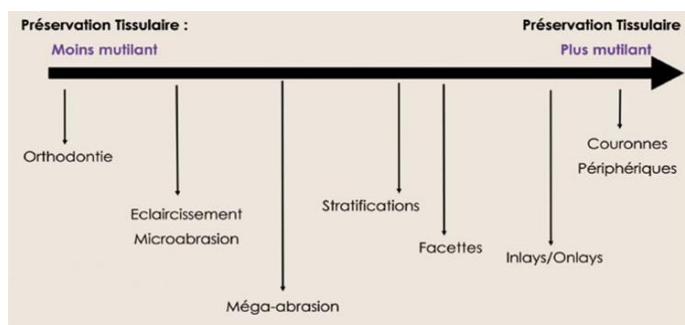 Préservation Tissulaire :
Moins mutilant
Préservation Tissulaire
Plus mutilant
Orthodontie
Eclaircissement
Microabrasion
Méga-abrasion
Stratifications
Facettes
Inlays/Onlays
Couronnes
Périphériques